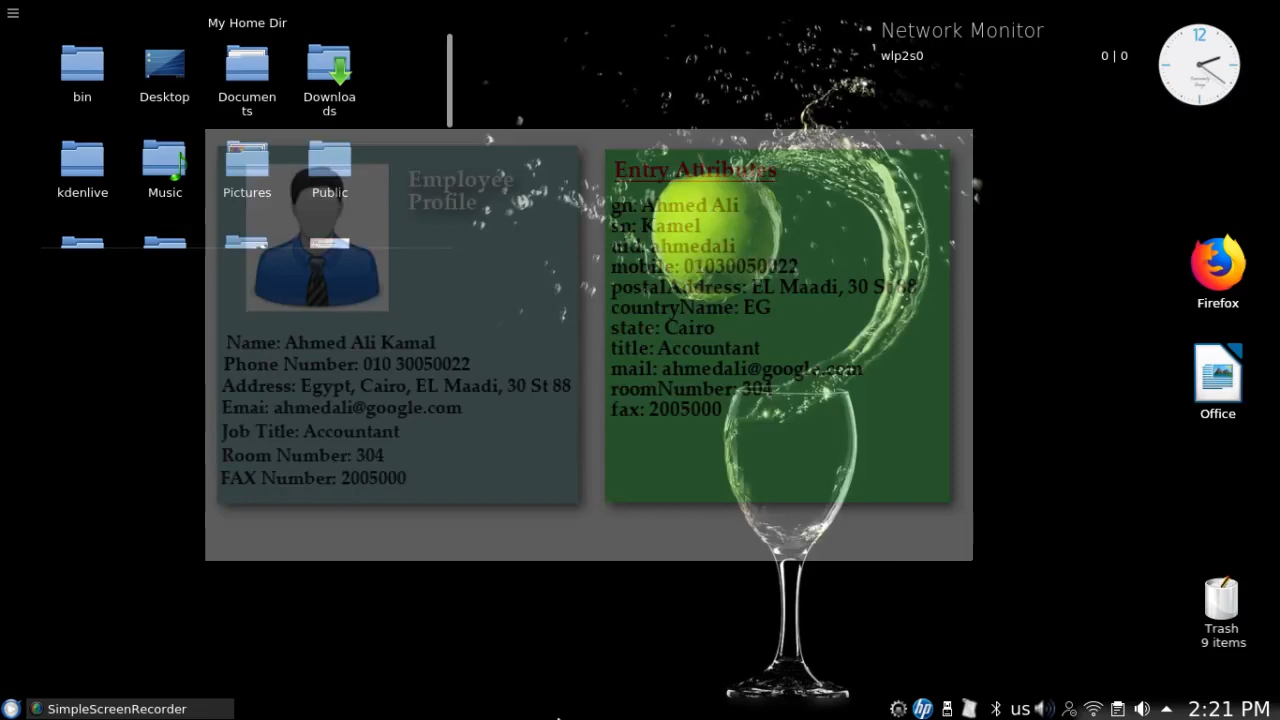 My Home Dir
bin
Desktop
Documen
ts
Downloa
ds
kdenlive
Music
Pictures
Public
Network Monitor
wlp2s0
0 | 0
12
Employee
Profile
Name: Ahmed Ali Kamal
Phone Number: 010 30050022
Address: Egypt, Cairo, EL Maadi, 30 St 88
Emai: ahmedali@google.com
Job Title: Accountant
Room Number: 304
FAX Number: 2005000
Entry Attributes
gn: Ahmed Ali
sn: Kamel
uid: ahmedali
mobile: 01030050022
postalAddress: EL Maadi, 30 St 88
countryName: EG
state: Cairo
title: Accountant
mail: ahmedali@google.com
roomNumber: 304
fax: 2005000
Firefox
Office
Trash
9 items
SimpleScreenRecorder
hp
us
2:21 PM